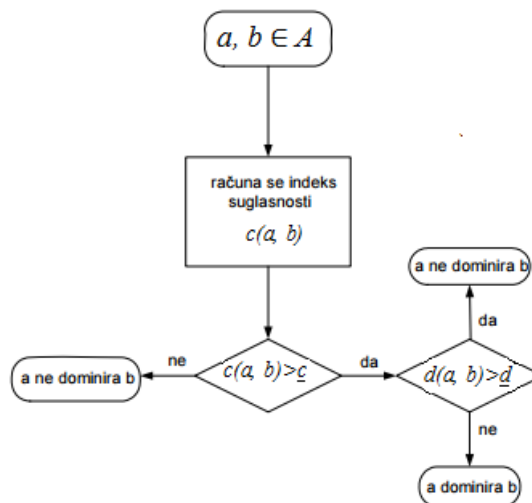 a, b ∈ A
računa se indeks
suglasnosti
c(a, b)
a ne dominira b
da
ne
c(a, b)>c
da
d(a, b)>d
a ne dominira b
ne
a dominira b